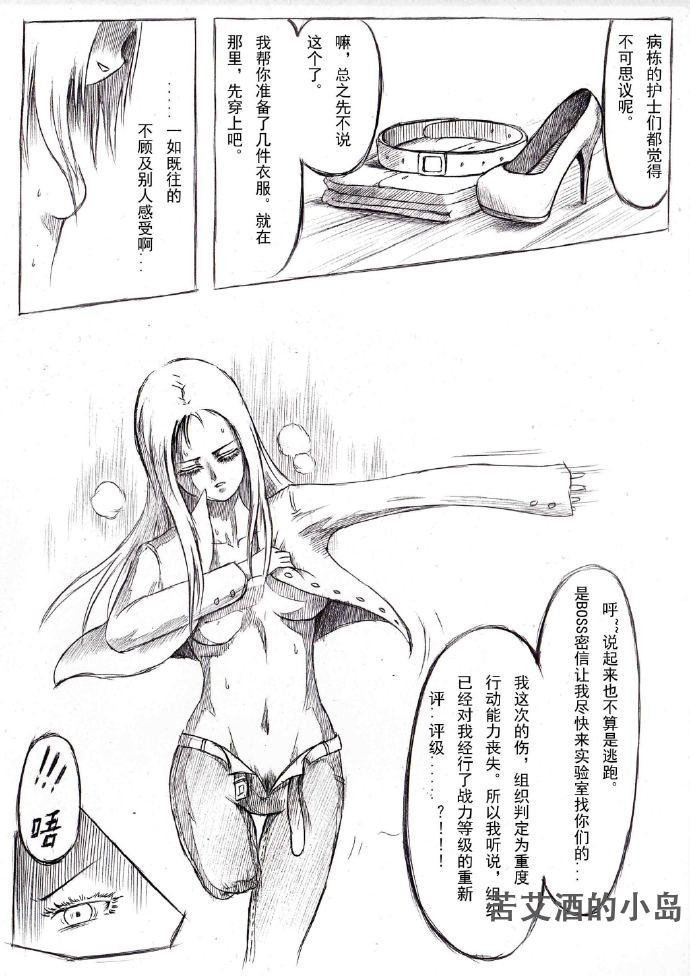 病栋的护士们都觉得
不可思议呢。
嘛，总之先不说
这个了。
我帮你准备了几件衣服。就在
那里，先穿上吧。
.....一如既往的
不顾及别人感受啊...
呼~说起来也不算是逃跑。
是BOSS密信让我尽快来实验室找你们的...
我这次的伤，组织判定为重度
行动能力丧失。所以我听说，组织
已经对我经行了战力等级的重新
评..评级.....？!!!!
!!!
唔
苦艾酒的小岛